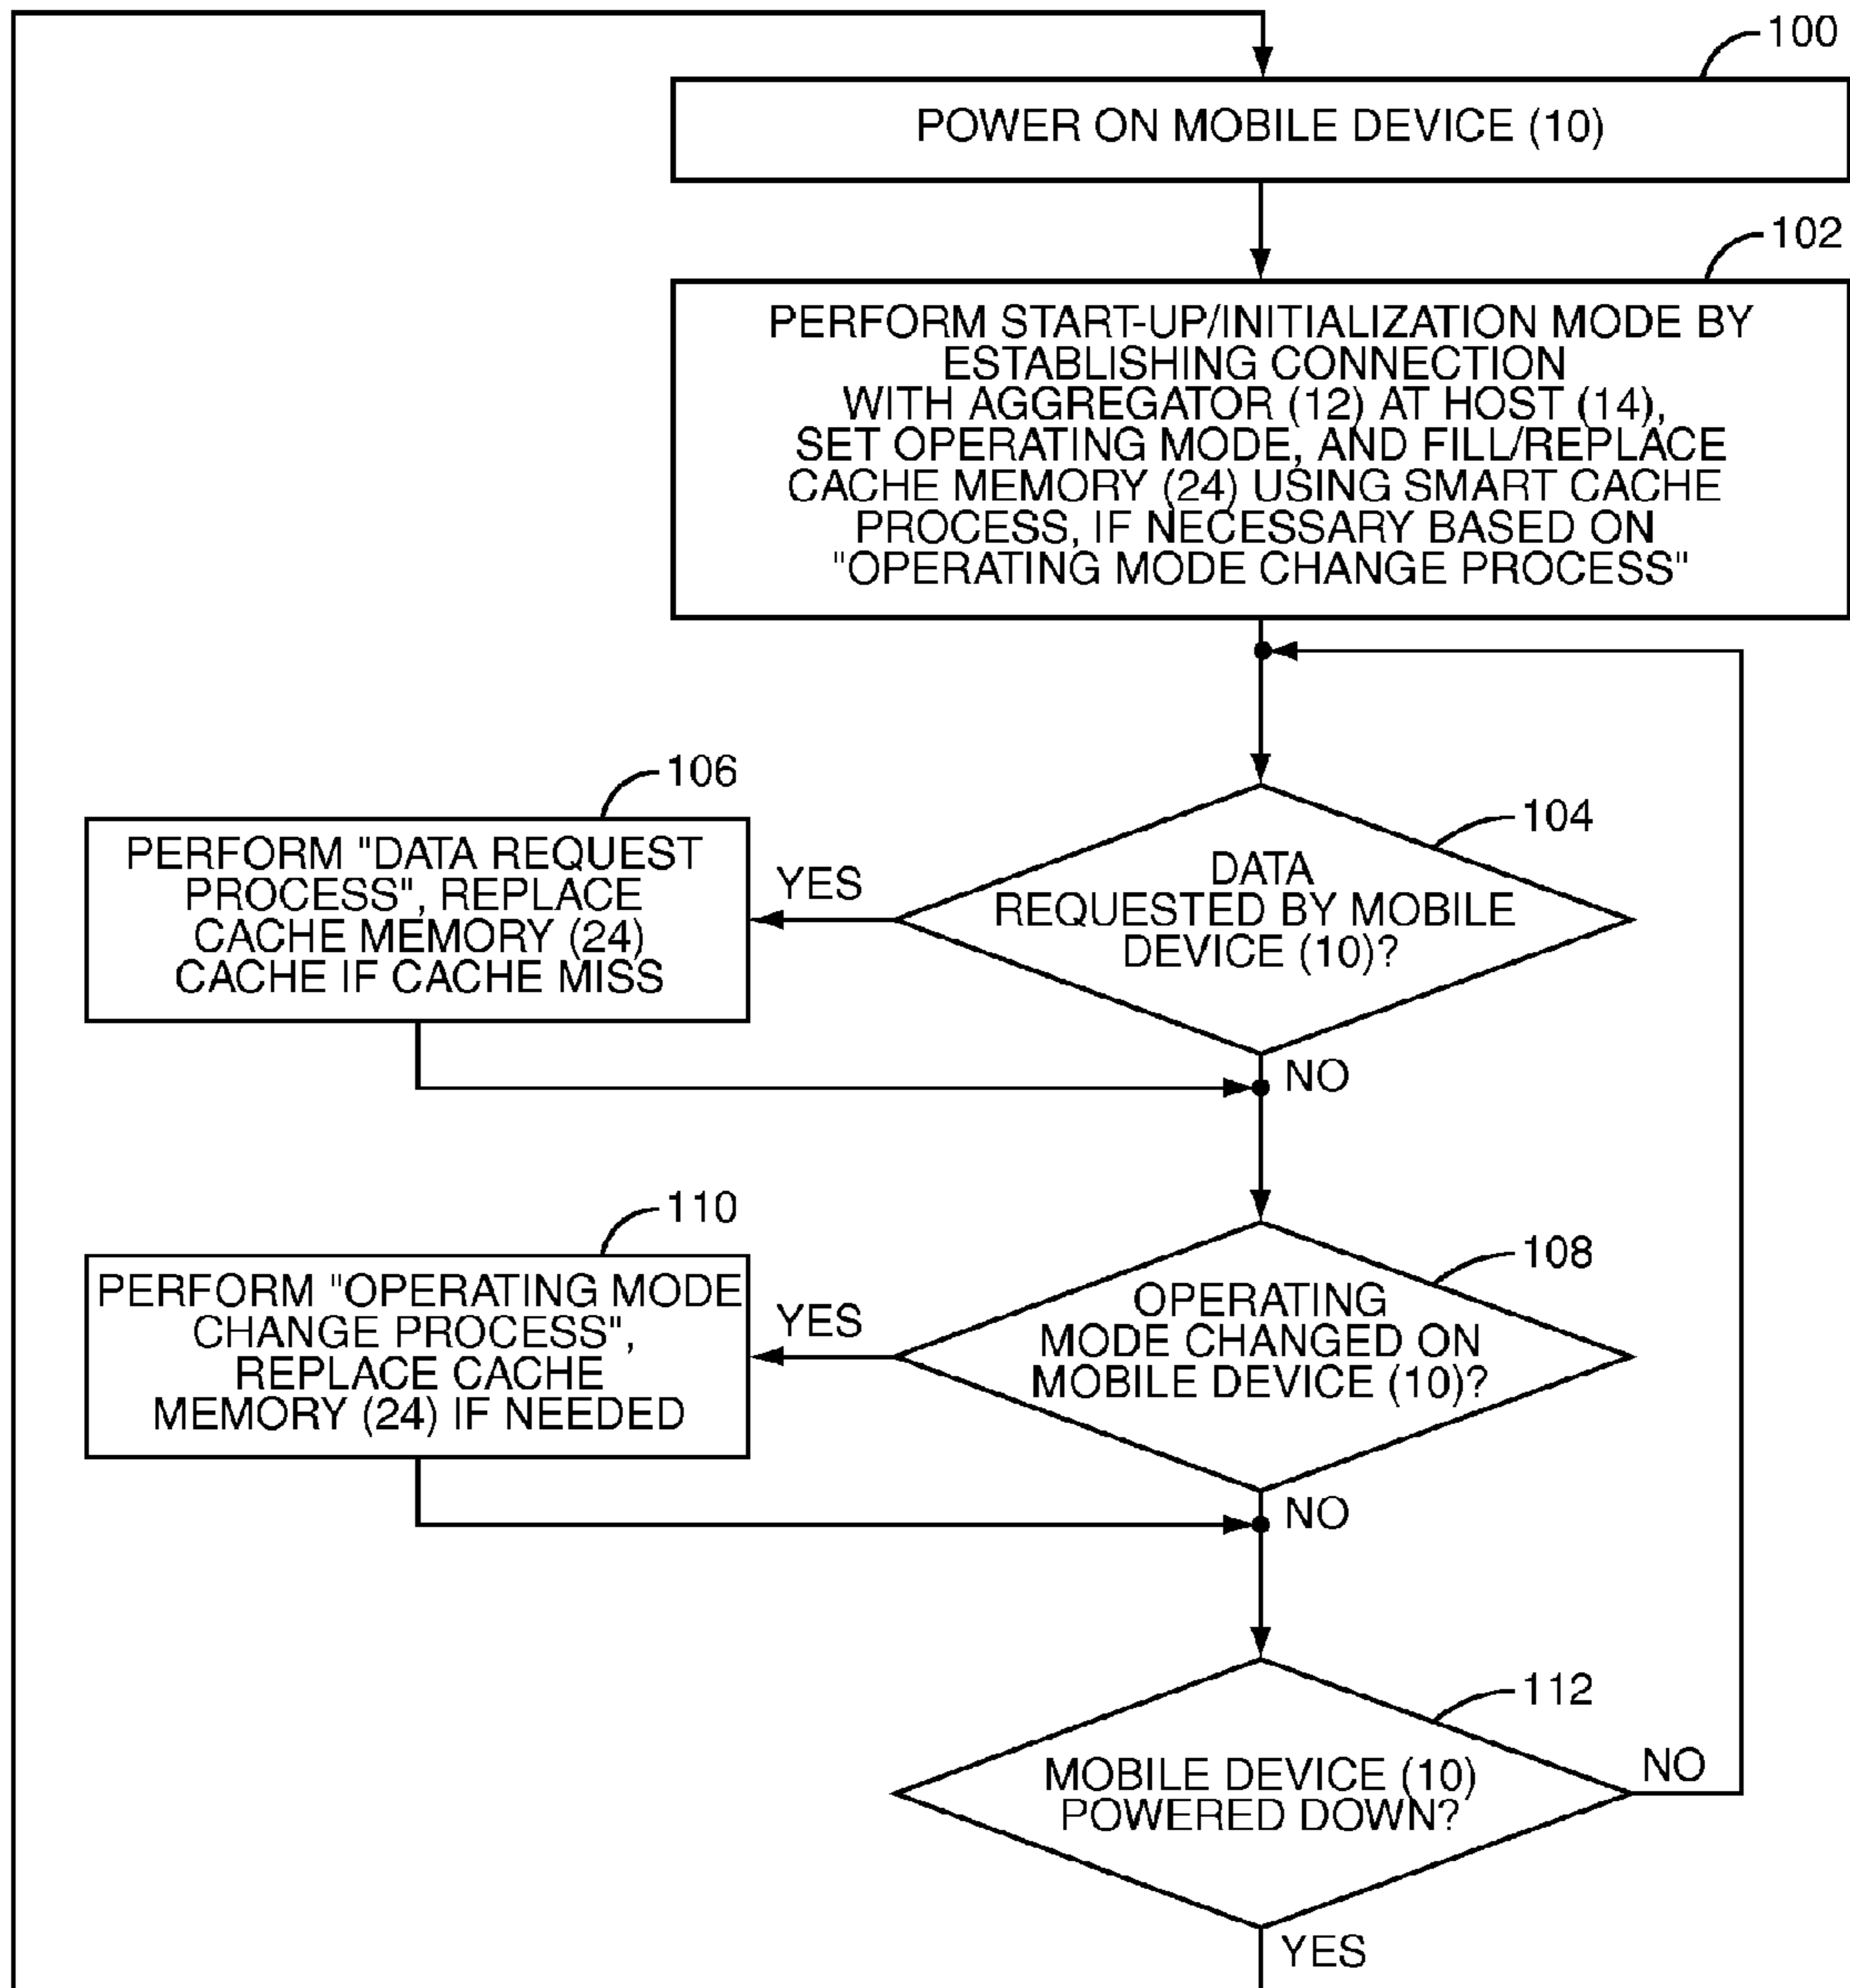 100
POWER ON MOBILE DEVICE (10)
102
PERFORM START-UP/INITIALIZATION MODE BY
ESTABLISHING CONNECTION
WITH AGGREGATOR (12) AT HOST (14),
SET OPERATING MODE, AND FILL/REPLACE
CACHE MEMORY (24) USING SMART CACHE
PROCESS, IF NECESSARY BASED ON
"OPERATING MODE CHANGE PROCESS"
106
PERFORM "DATA REQUEST
PROCESS", REPLACE
CACHE MEMORY (24)
CACHE IF CACHE MISS
YES
104
DATA
REQUESTED BY MOBILE
DEVICE (10)?
NO
110
PERFORM "OPERATING MODE
CHANGE PROCESS",
REPLACE CACHE
MEMORY (24) IF NEEDED
YES
108
OPERATING
MODE CHANGED ON
MOBILE DEVICE (10)?
NO
112
MOBILE DEVICE (10)
POWERED DOWN?
NO
YES